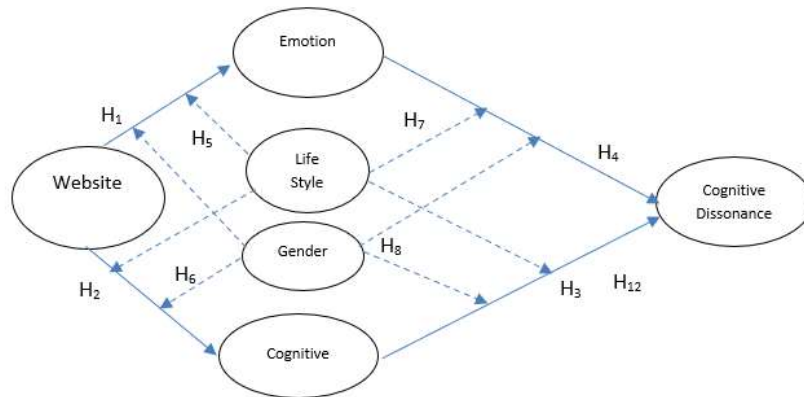 Emotion
H1
H5
H7
H4
Life
Style
Website
Cognitive
Dissonance
Gender
H8
H6
H2
H3
H12
Cognitive